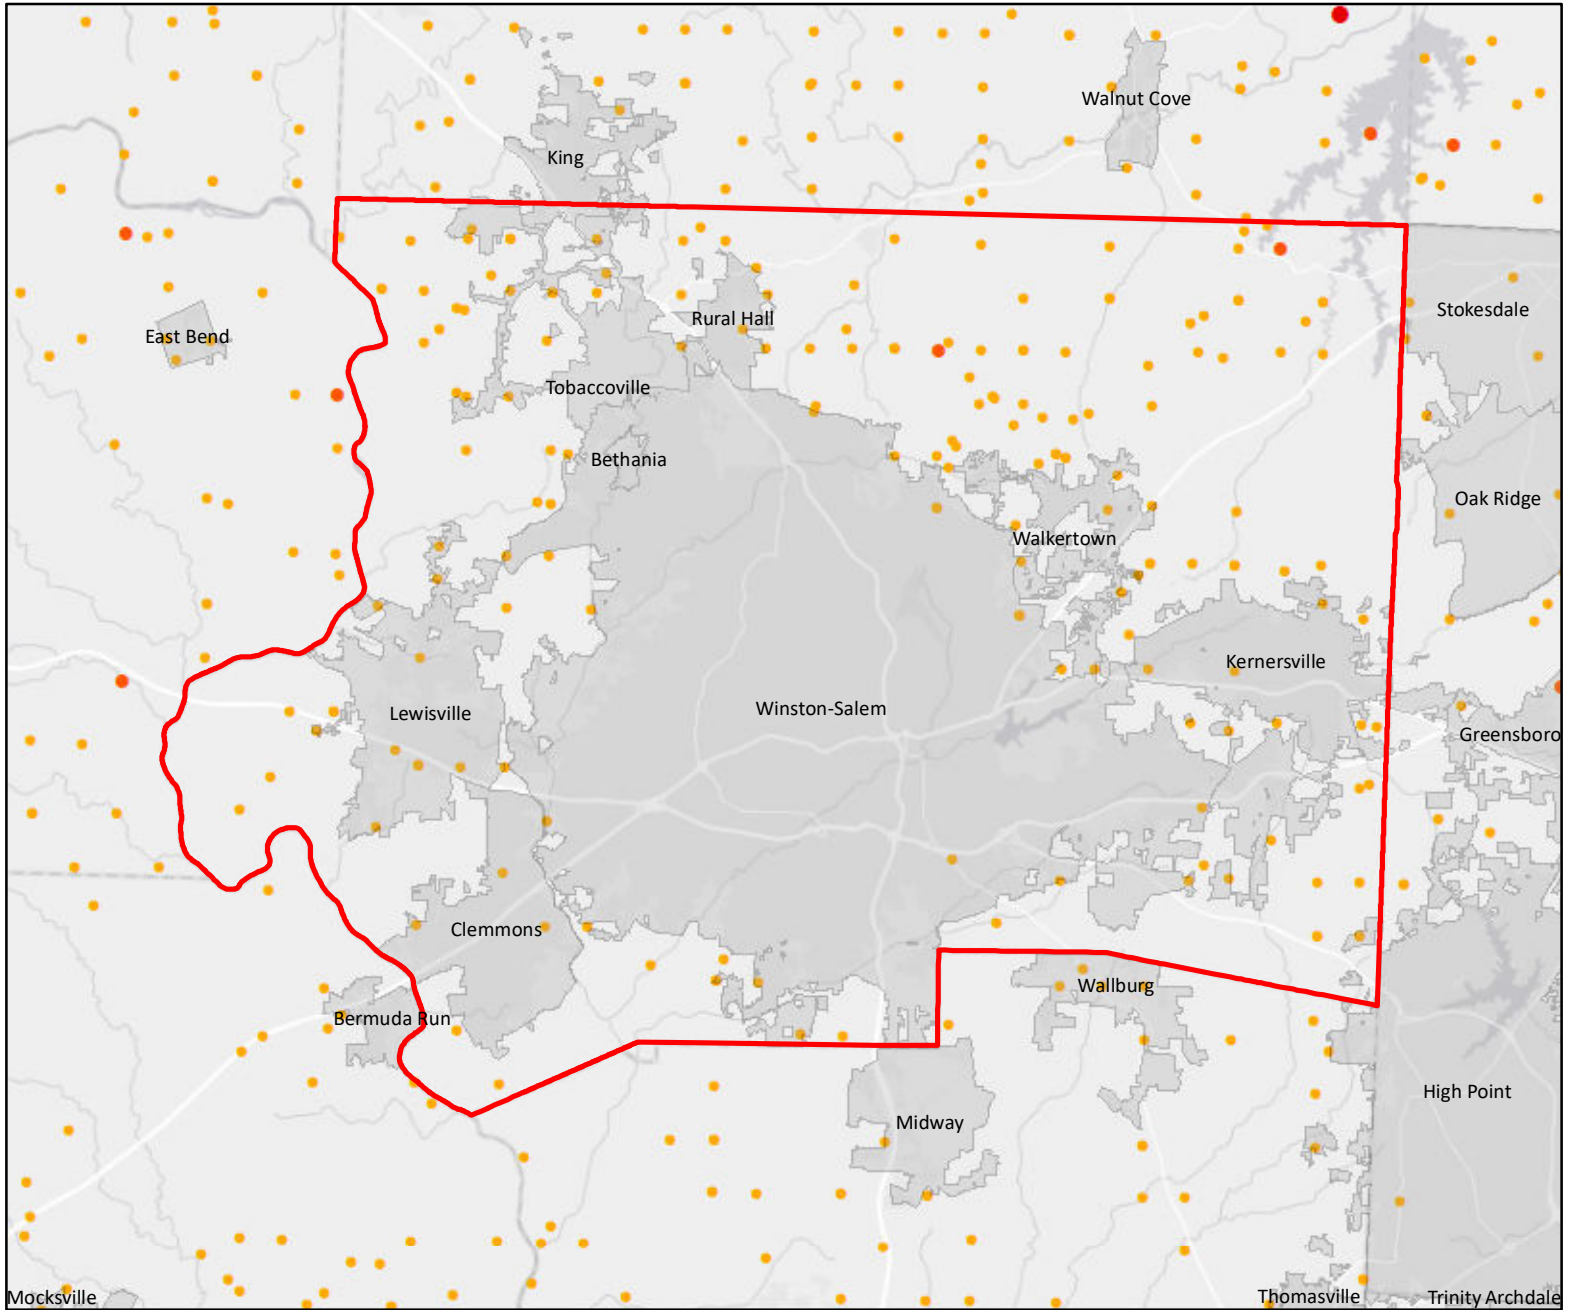 Walnut Cove
King
Stokesdale
Rural Hall
East Bend
Tobaccoville
Bethania
Oak Ridge
Walkertown
Kernersville
Winston-Salem
Lewisville
Greensboro
Clemmons
Wallburg
Bermuda Run
High Point
Midway
Mocksville
Thomasville
Trinity Archdale